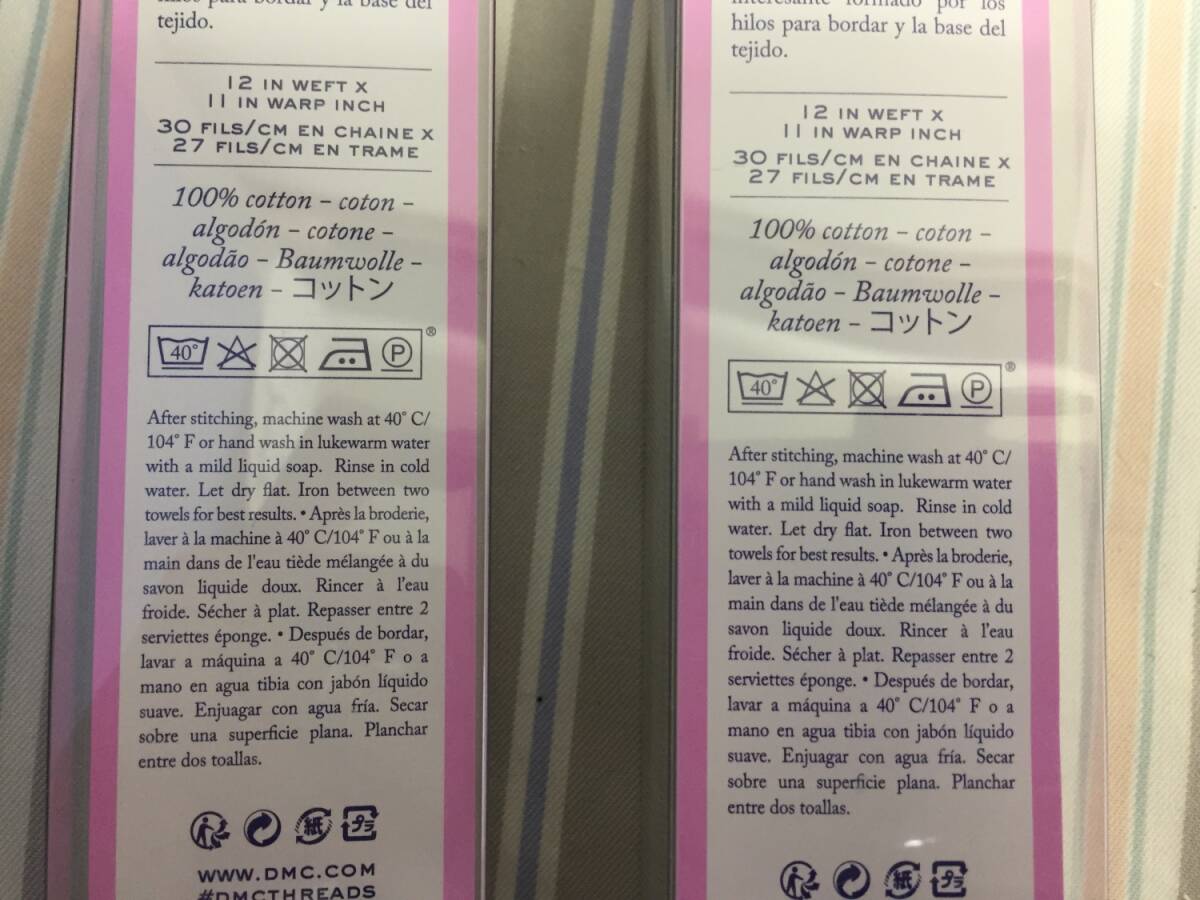 hilos para bordar y la base del
tejido.
12 IN WEFT X
11 IN WARP INCH
30 FILS/CM EN CHAINE X
27 FILS/CM EN TRAME
100% cotton – coton –
algodón – cotone –
algodão – Baumwolle –
katoen – コットン
40° P ®
After stitching, machine wash at 40° C/
104° F or hand wash in lukewarm water
with a mild liquid soap. Rinse in cold
water. Let dry flat. Iron between two
towels for best results. • Après la broderie,
laver à la machine à 40° C/104° F ou à la
main dans de l'eau tiède mélangée à du
savon liquide doux. Rincer à l'eau
froide. Sécher à plat. Repasser entre 2
serviettes éponge. • Después de bordar,
lavar a máquina a 40° C/104° F o a
mano en agua tibia con jabón líquido
suave. Enjuagar con agua fría. Secar
sobre una superficie plana. Planchar
entre dos toallas.
紙 プラ
WWW.DMC.COM
#DMCTHREADS
interesante formado por los
hilos para bordar y la base del
tejido.
12 IN WEFT X
11 IN WARP INCH
30 FILS/CM EN CHAINE X
27 FILS/CM EN TRAME
100% cotton – coton –
algodón – cotone –
algodão – Baumwolle –
katoen – コットン
40° P ®
After stitching, machine wash at 40° C/
104° F or hand wash in lukewarm water
with a mild liquid soap. Rinse in cold
water. Let dry flat. Iron between two
towels for best results. • Après la broderie,
laver à la machine à 40° C/104° F ou à la
main dans de l'eau tiède mélangée à du
savon liquide doux. Rincer à l'eau
froide. Sécher à plat. Repasser entre 2
serviettes éponge. • Después de bordar,
lavar a máquina a 40° C/104° F o a
mano en agua tibia con jabón líquido
suave. Enjuagar con agua fría. Secar
sobre una superficie plana. Planchar
entre dos toallas.
紙 プラ